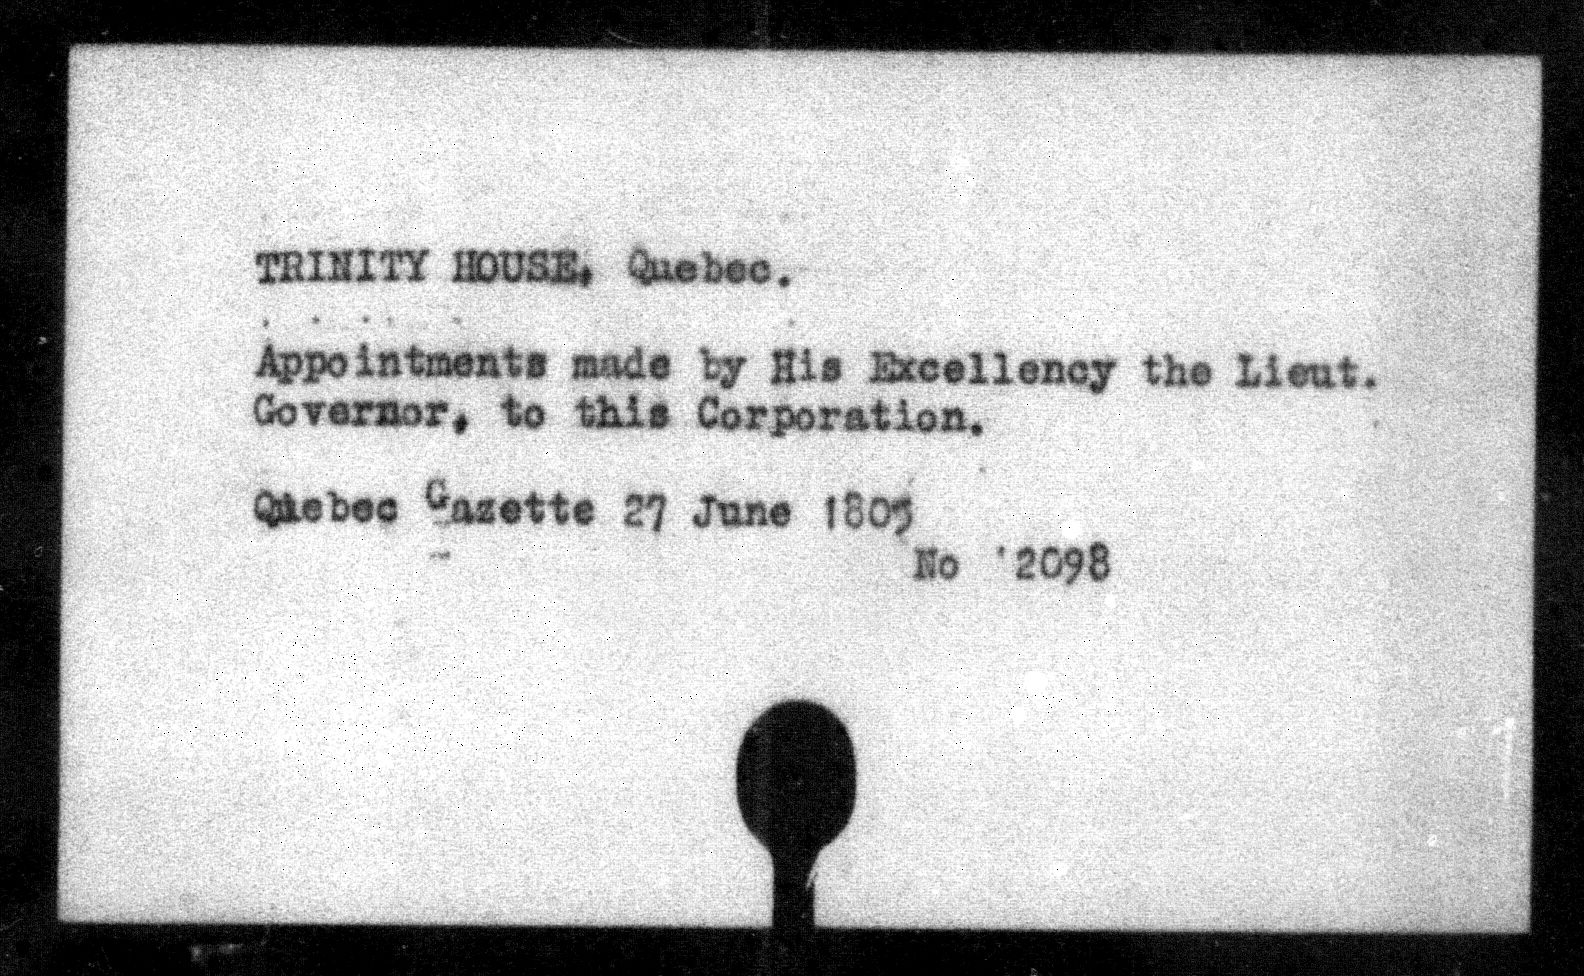 TRINITY HOUSE, Quebec.
Appointments made by His Excellency the Lieut.
Governor, to this Corporation.
Quebec Gazette 27 June 1805
No 2098